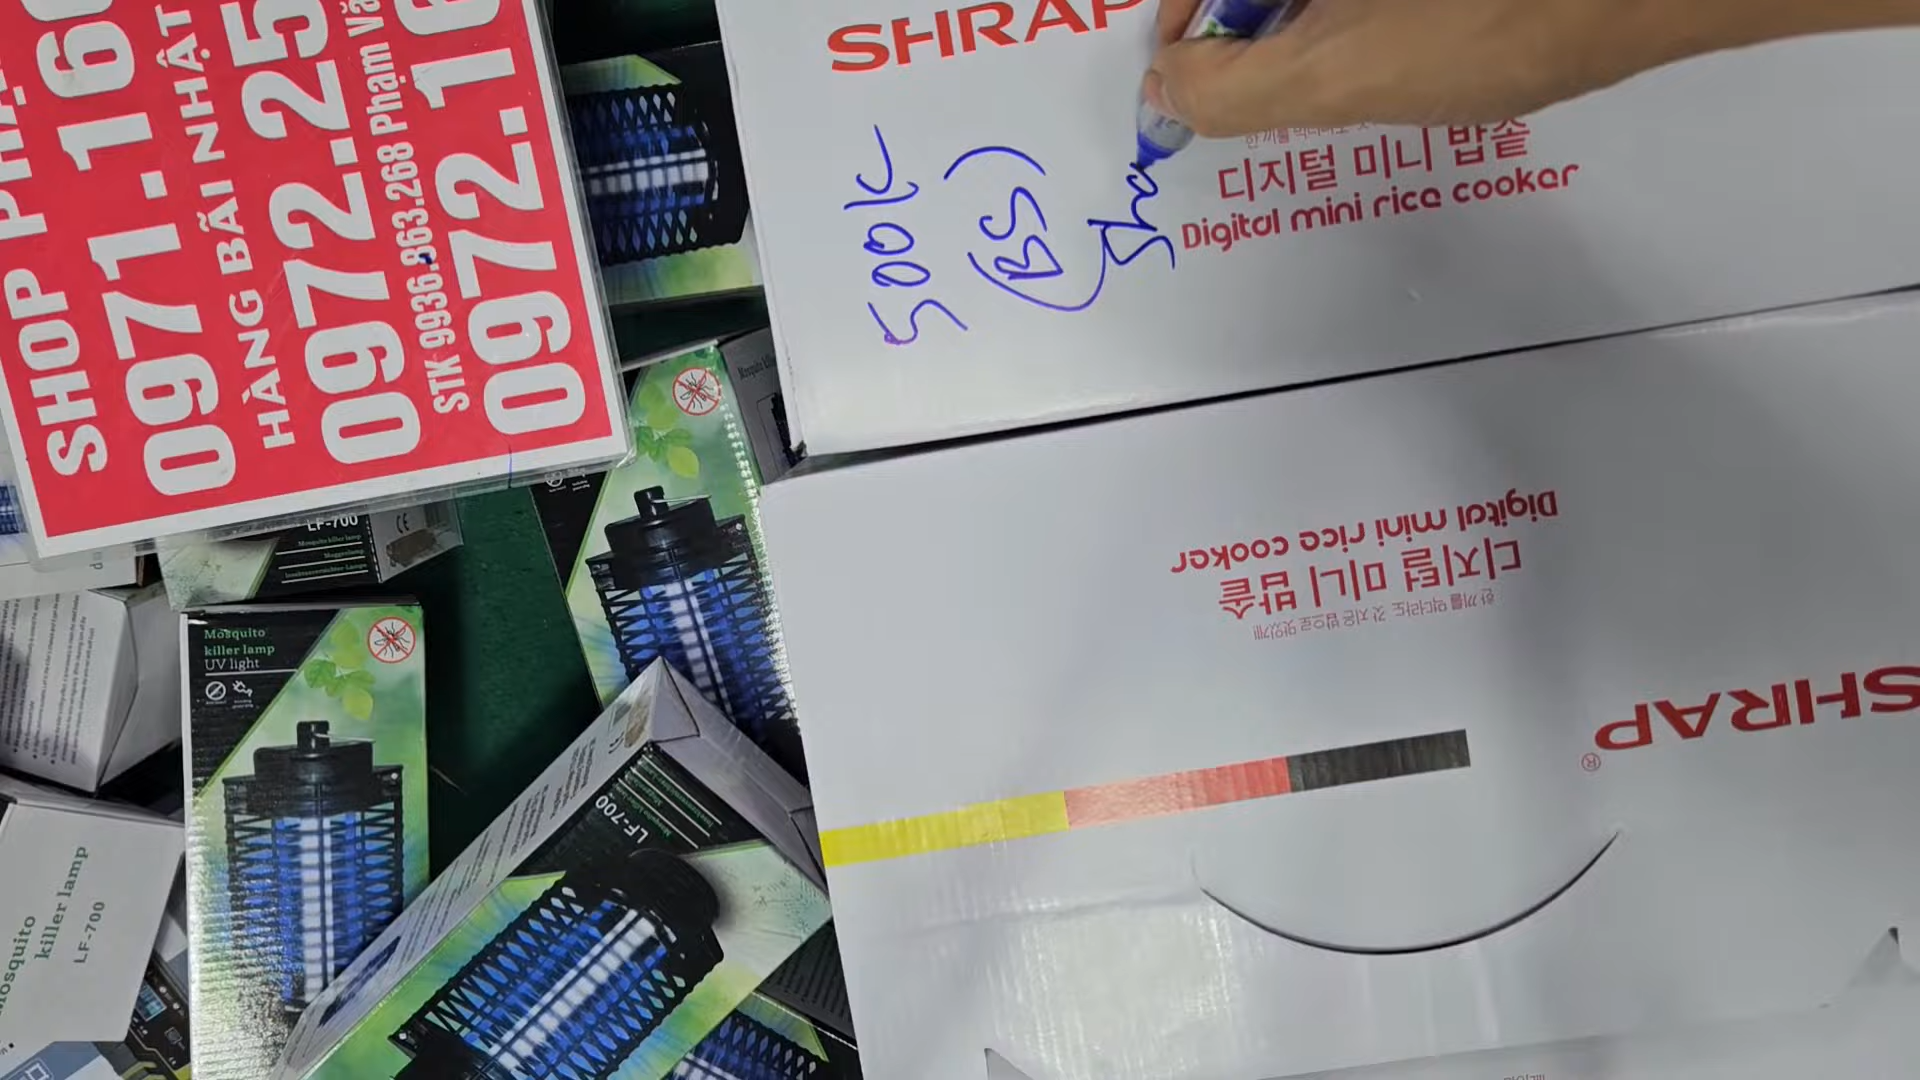 SHOP PH
0971.16
HÀNG BÃI NHẬT
0972.25
STK 9936.863.268 Phạm Vă
0972.16
SHRAP
500K
(BS)
Sho
디지털 미니 밥솥
Digital mini rice cooker
Digital mini rice cooker
디지털 미니 밥솥
한 끼를 먹더라도 갓 지은 밥으로 맛있게!!
SHRAP®
LF-700
Mosquito killer lamp
Muggenlamp
Insektenvernichter-Lampe
Mosquito
killer lamp
UV light
LF-700
Mosquito
killer lamp
LF-700